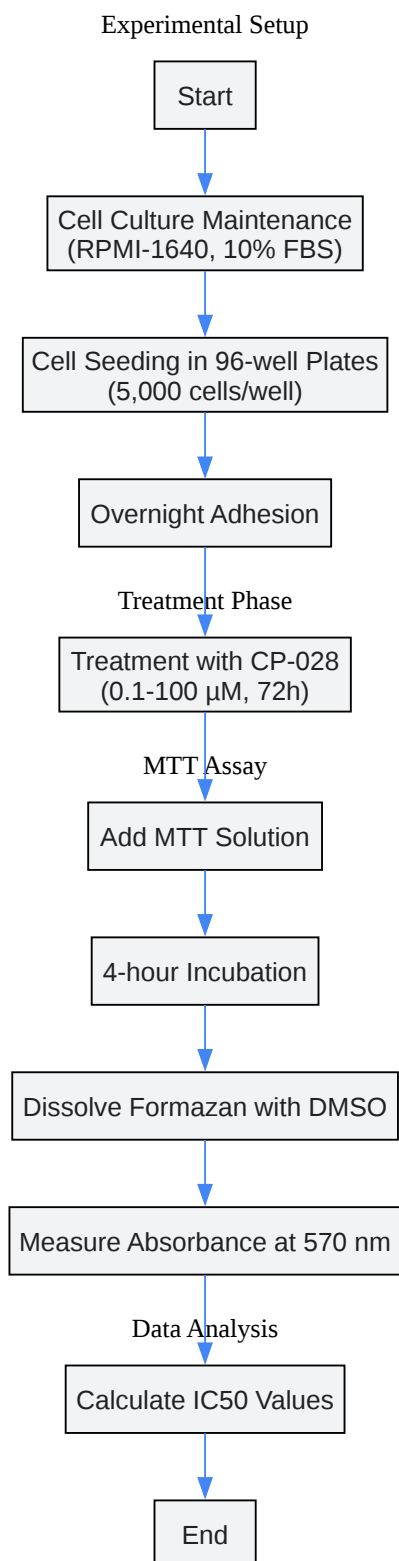 Experimental Setup
Start
Cell Culture Maintenance
(RPMI-1640, 10% FBS)
Cell Seeding in 96-well Plates
(5,000 cells/well)
Overnight Adhesion
Treatment Phase
Treatment with CP-028
(0.1-100 µM, 72h)
MTT Assay
Add MTT Solution
4-hour Incubation
Dissolve Formazan with DMSO
Measure Absorbance at 570 nm
Data Analysis
Calculate IC50 Values
End